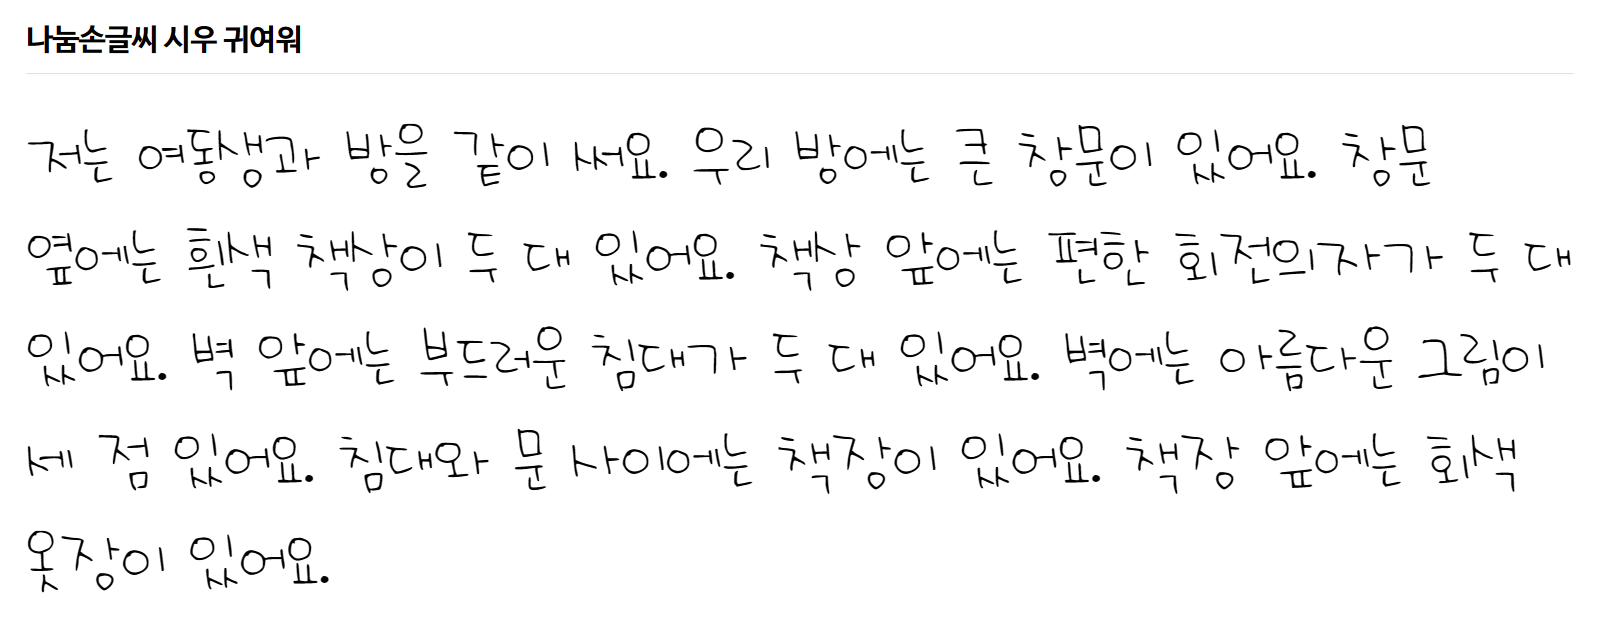 나눔손글씨 시우 귀여워
저는 여동생과 방을 같이 써요. 우리 방에는 큰 창문이 있어요. 창문
옆에는 흰색 책상이 두 대 있어요. 책상 앞에는 편한 회전의자가 두 대
있어요. 벽 앞에는 부드러운 침대가 두 대 있어요. 벽에는 아름다운 그림이
세 점 있어요. 침대와 문 사이에는 책장이 있어요. 책장 앞에는 회색
옷장이 있어요.